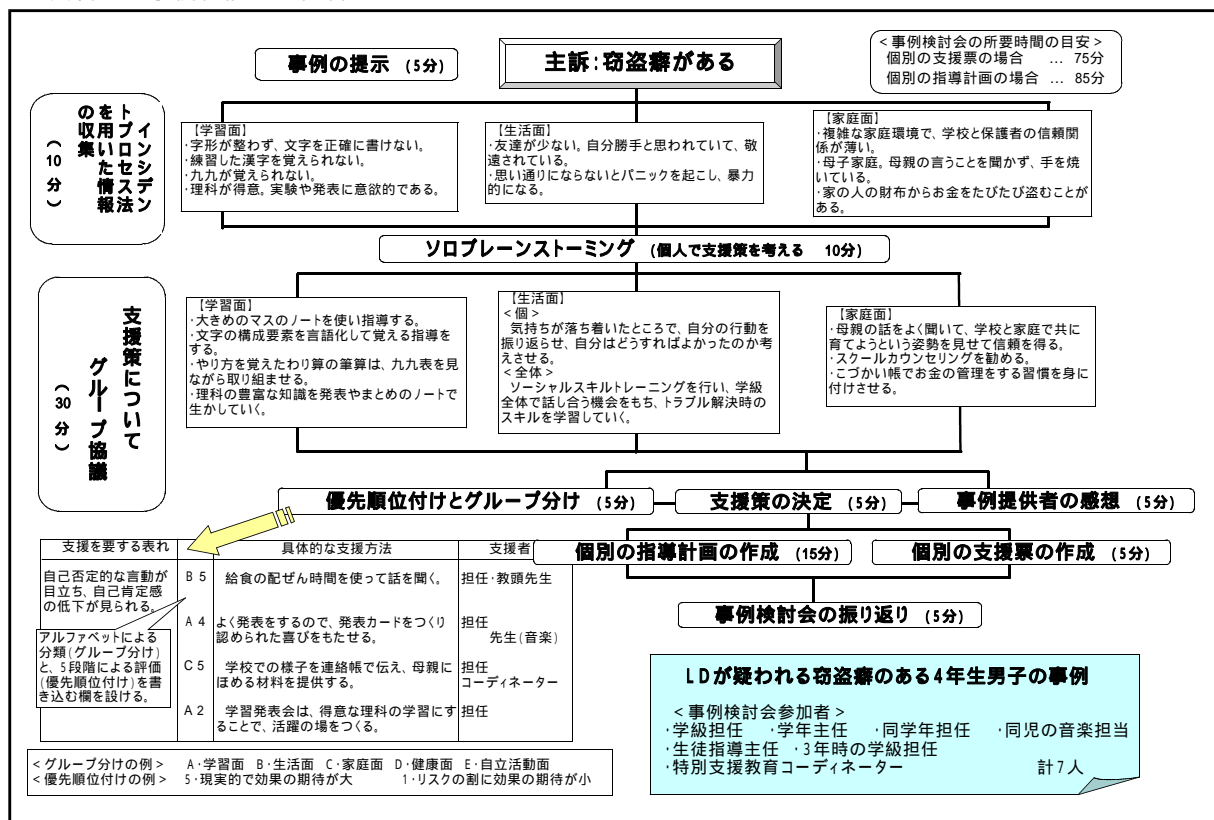 事例の提示 (5分)
主訴:窃盗癖がある
<事例検討会の所要時間の目安>
個別の支援票の場合 … 75分
個別の指導計画の場合 … 85分
インシデン
トプロセス法
を用いた情報
の収集
(10分)
【学習面】
・字形が整わず、文字を正確に書けない。
・練習した漢字を覚えられない。
・九九が覚えられない。
・理科が得意。実験や発表に意欲的である。
【生活面】
・友達が少ない。自分勝手と思われていて、敬
遠されている。
・思い通りにならないとパニックを起こし、暴力
的になる。
【家庭面】
・複雑な家庭環境で、学校と保護者の信頼関
係が薄い。
・母子家庭。母親の言うことを聞かず、手を焼
いている。
・家の人の財布からお金をたびたび盗むことが
ある。
ソロブレーンストーミング (個人で支援策を考える 10分)
支援策について
グループ協議
(30分)
【学習面】
・大きめのマスのノートを使い指導する。
・文字の構成要素を言語化して覚える指導を
する。
・やり方を覚えたわり算の筆算は、九九表を見
ながら取り組ませる。
・理科の豊富な知識を発表やまとめのノートで
生かしていく。
【生活面】
<個>
気持ちが落ち着いたところで、自分の行動を
振り返らせ、自分はどうすればよかったのか考
えさせる。
<全体>
ソーシャルスキルトレーニングを行い、学級
全体で話し合う機会をもち、トラブル解決時の
スキルを学習していく。
【家庭面】
・母親の話をよく聞いて、学校と家庭で共に
育てようという姿勢を見せて信頼を得る。
・スクールカウンセリングを勧める。
・こづかい帳でお金の管理をする習慣を身に
付けさせる。
優先順位付けとグループ分け (5分)
支援策の決定 (5分)
事例提供者の感想 (5分)
個別の指導計画の作成 (15分)
個別の支援票の作成 (5分)
事例検討会の振り返り (5分)
支援を要する表れ 具体的な支援方法 支援者
自己否定的な言動が
目立ち、自己肯定感
の低下が見られる。
B 5 給食の配ぜん時間を使って話を聞く。 担任・教頭先生
A 4 よく発表をするので、発表カードをつくり
認められた喜びをもたせる。
担任
先生(音楽)
C 5 学校での様子を連絡帳で伝え、母親に
ほめる材料を提供する。
担任
コーディネーター
A 2 学習発表会は、得意な理科の学習にす
ることで、活躍の場をつくる。
担任
アルファベットによる
分類(グループ分け)
と、5段階による評価
(優先順位付け)を書
き込む欄を設ける。
<グループ分けの例> A・学習面 B・生活面 C・家庭面 D・健康面 E・自立活動面
<優先順位付けの例> 5・現実的で効果の期待が大 1・リスクの割に効果の期待が小
LDが疑われる窃盗癖のある4年生男子の事例
<事例検討会参加者>
・学級担任 ・学年主任 ・同学年担任 ・同児の音楽担当
・生徒指導主任 ・3年時の学級担任
・特別支援教育コーディネーター 計7人